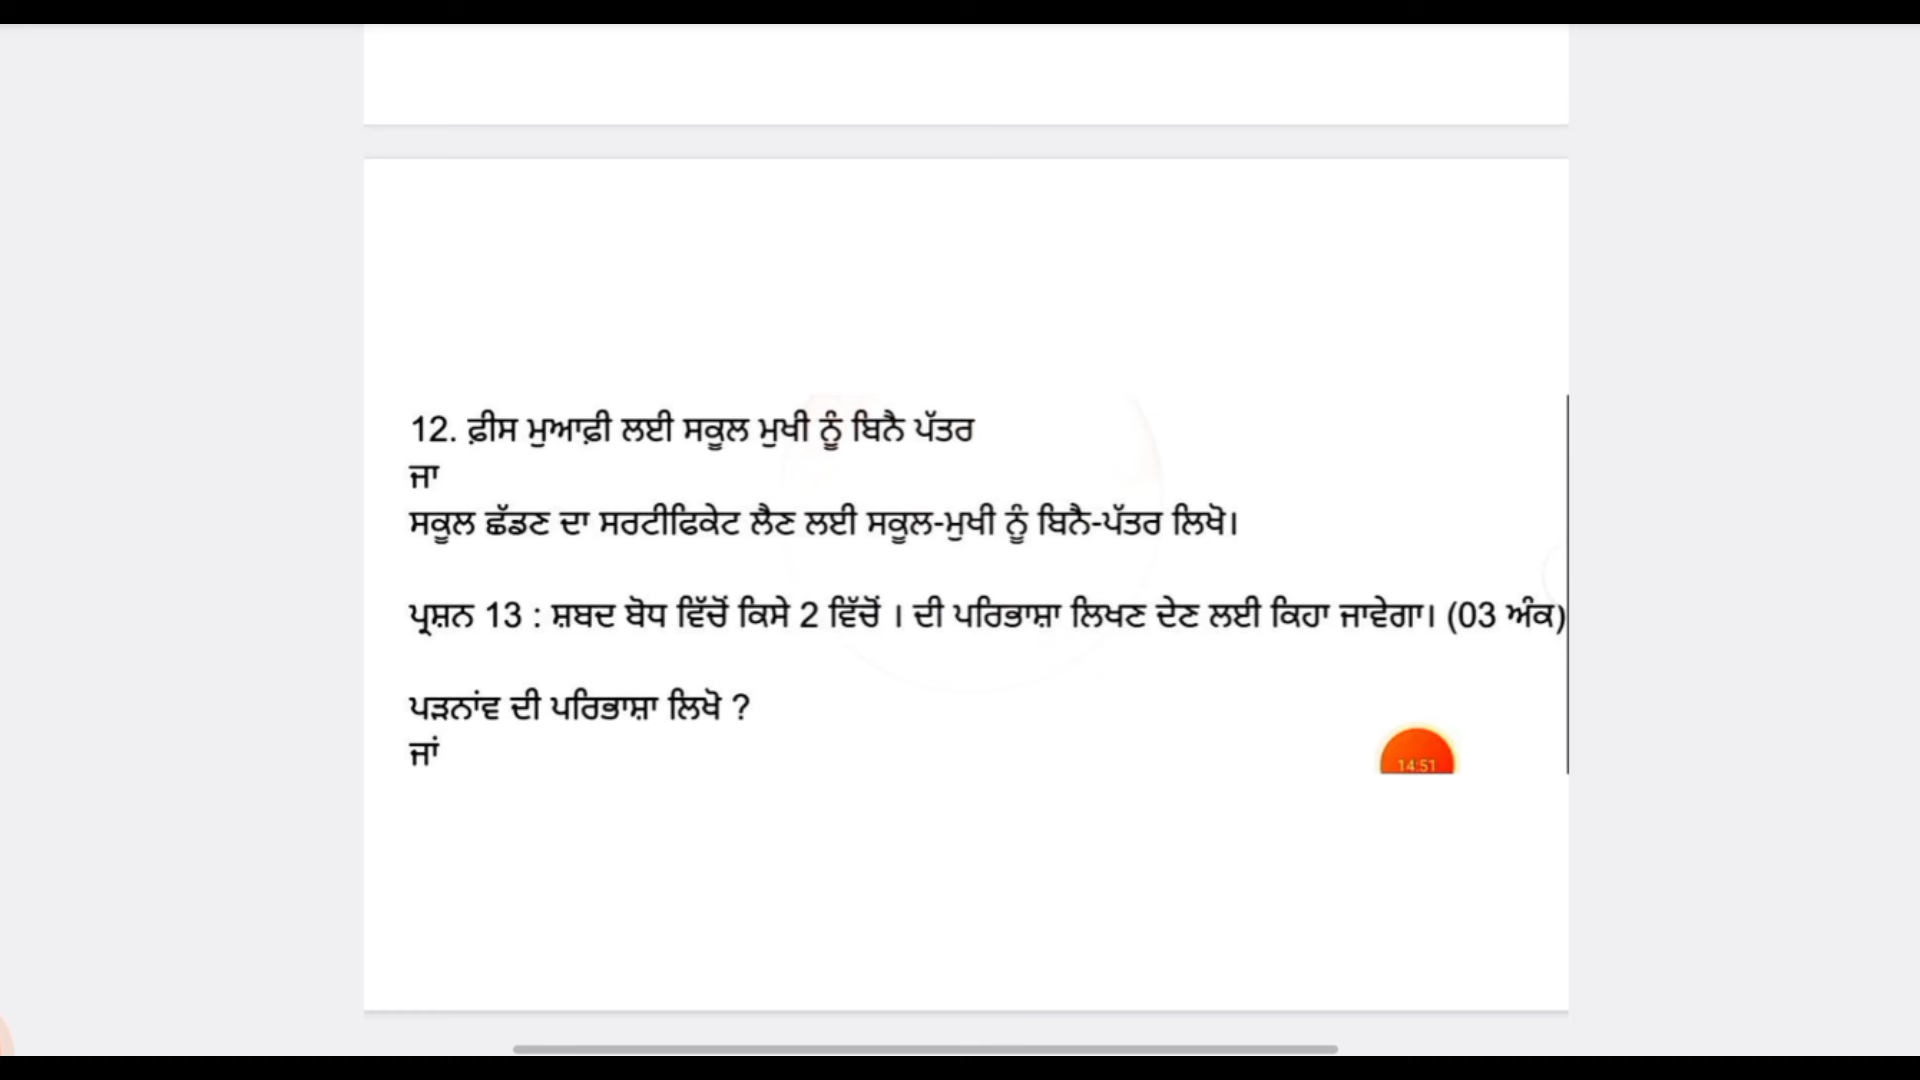 12. ਫ਼ੀਸ ਮੁਆਫ਼ੀ ਲਈ ਸਕੂਲ ਮੁਖੀ ਨੂੰ ਬਿਨੈ ਪੱਤਰ
ਜਾ
ਸਕੂਲ ਛੱਡਣ ਦਾ ਸਰਟੀਫਿਕੇਟ ਲੈਣ ਲਈ ਸਕੂਲ-ਮੁਖੀ ਨੂੰ ਬਿਨੈ-ਪੱਤਰ ਲਿਖੋ।
ਪ੍ਰਸ਼ਨ 13 : ਸ਼ਬਦ ਬੋਧ ਵਿੱਚੋਂ ਕਿਸੇ 2 ਵਿੱਚੋਂ । ਦੀ ਪਰਿਭਾਸ਼ਾ ਲਿਖਣ ਦੇਣ ਲਈ ਕਿਹਾ ਜਾਵੇਗਾ। (03 ਅੰਕ)
ਪੜਨਾਂਵ ਦੀ ਪਰਿਭਾਸ਼ਾ ਲਿਖੋ ?
ਜਾਂ
14:51